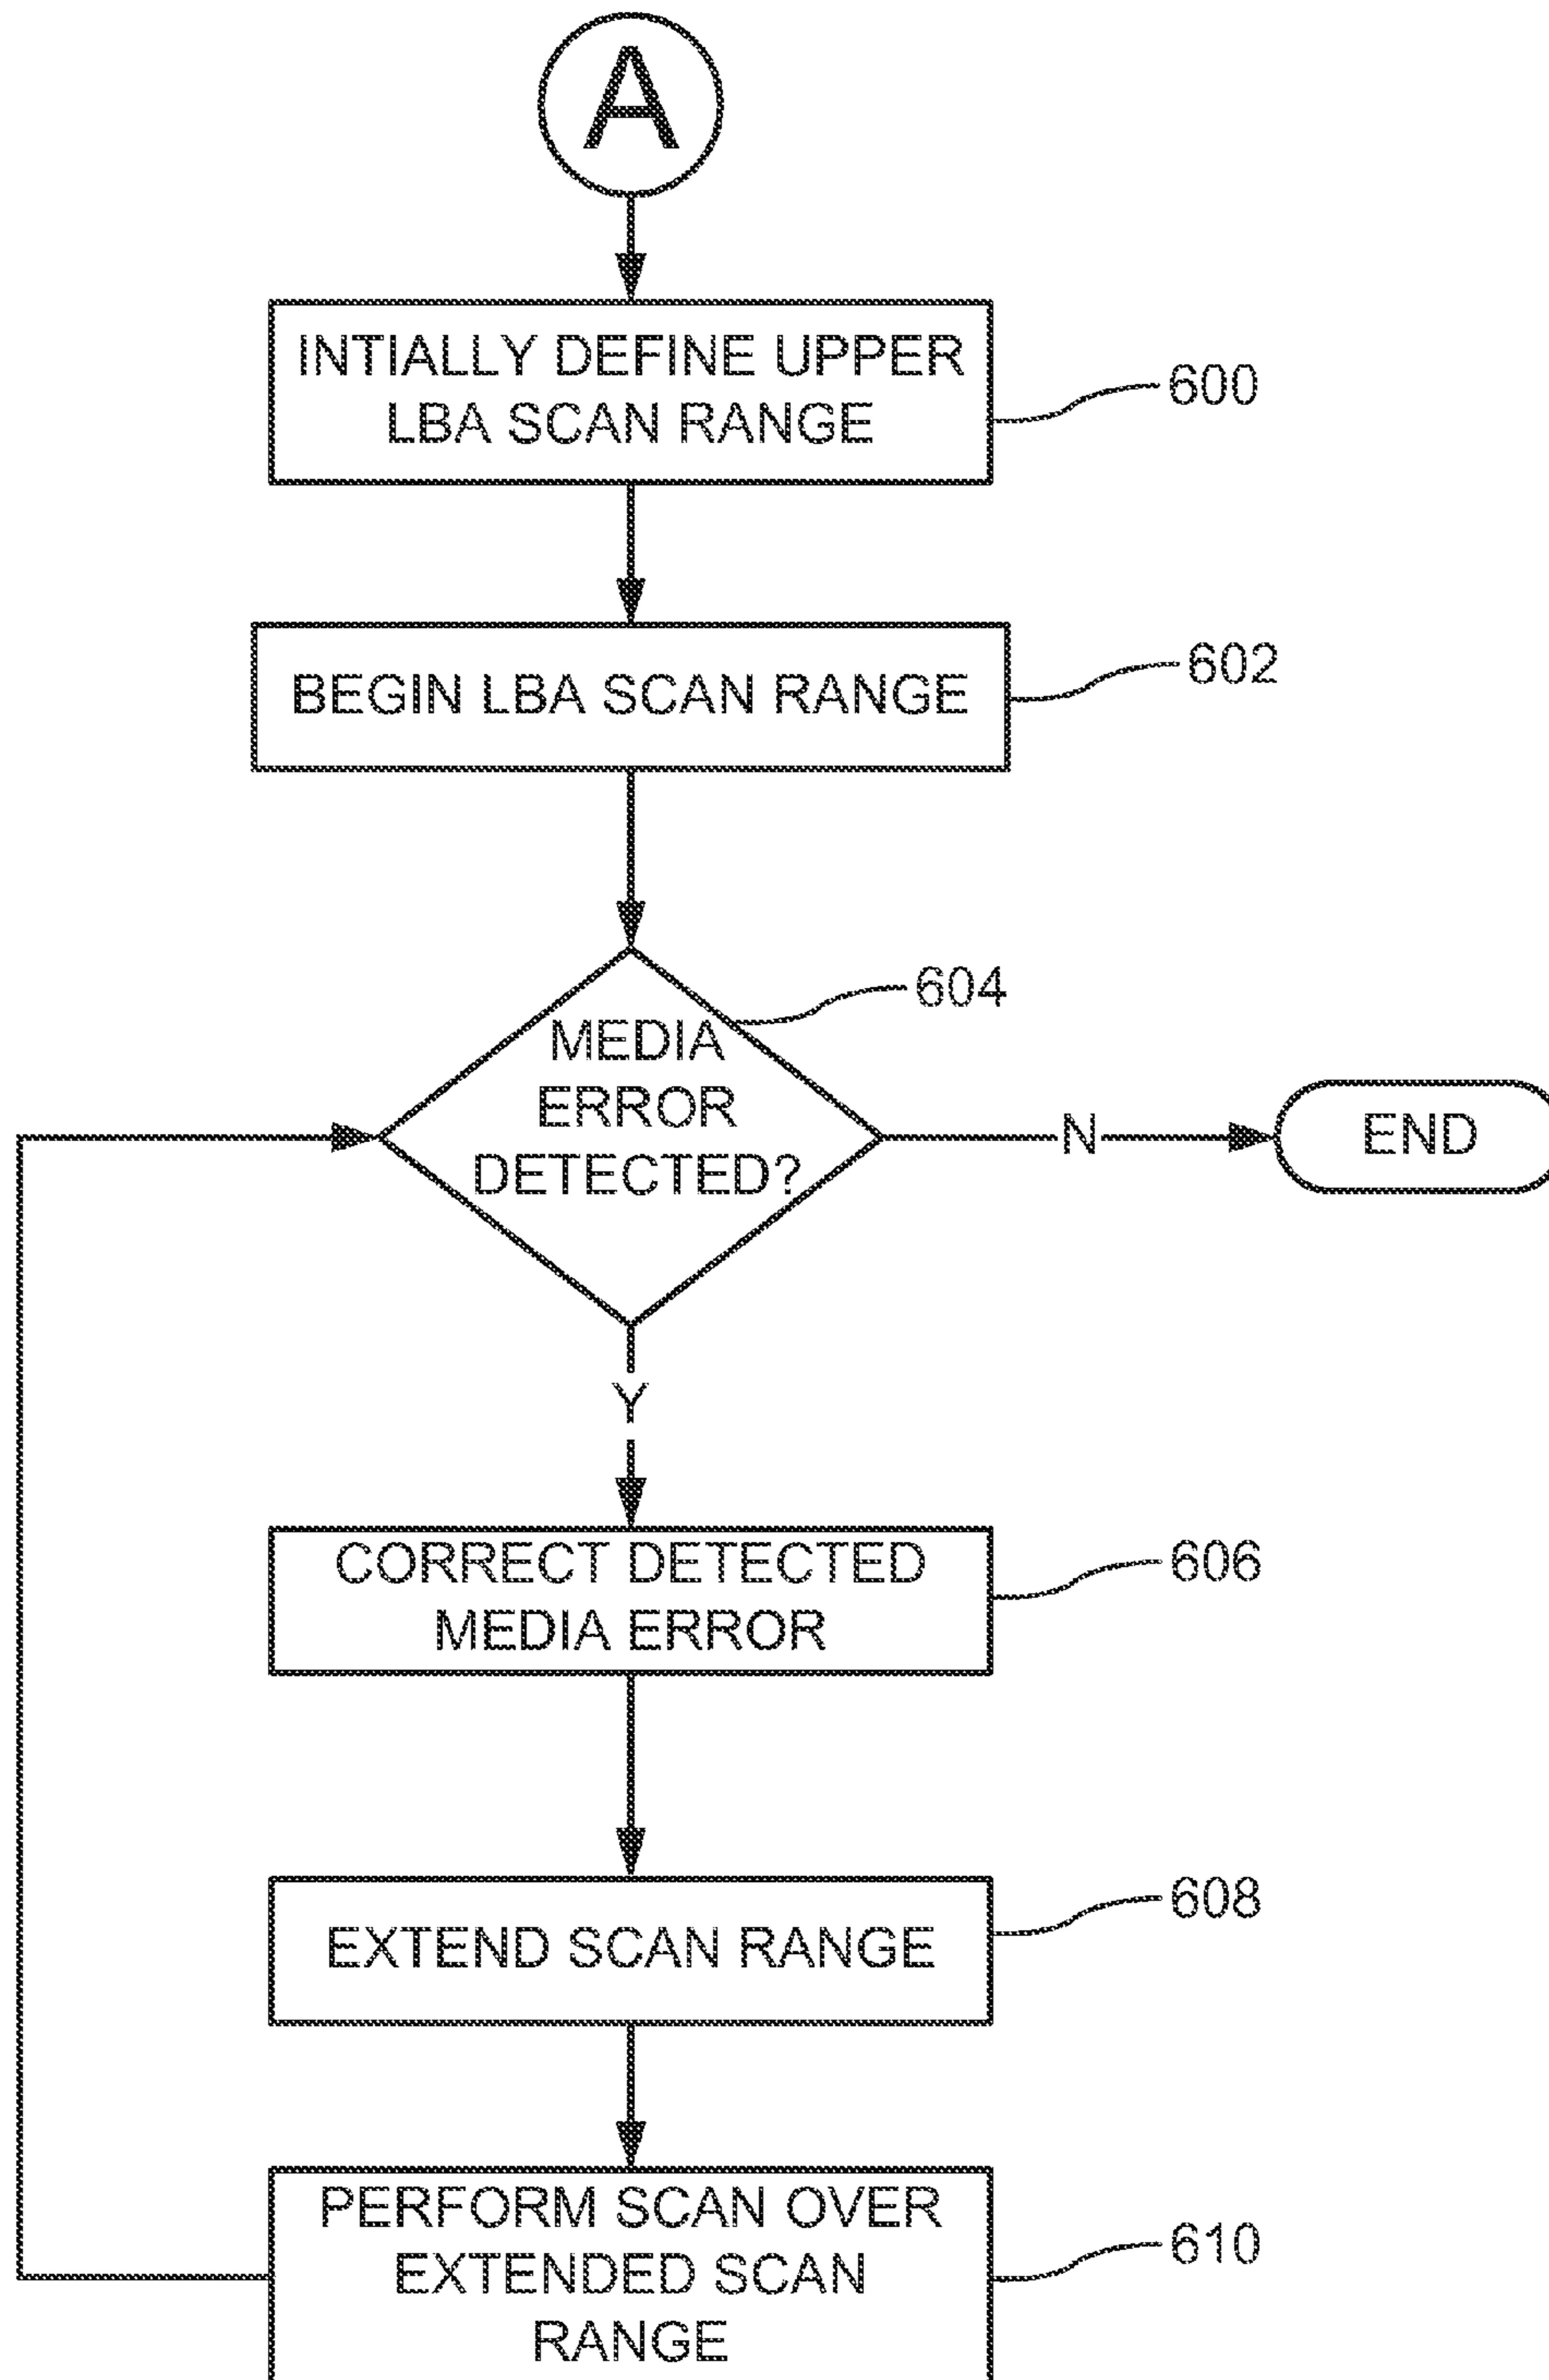 A
INTIALLY DEFINE UPPER
LBA SCAN RANGE
600
BEGIN LBA SCAN RANGE
602
604
MEDIA
ERROR
DETECTED?
N
END
Y
CORRECT DETECTED
MEDIA ERROR
606
EXTEND SCAN RANGE
608
PERFORM SCAN OVER
EXTENDED SCAN
RANGE
610